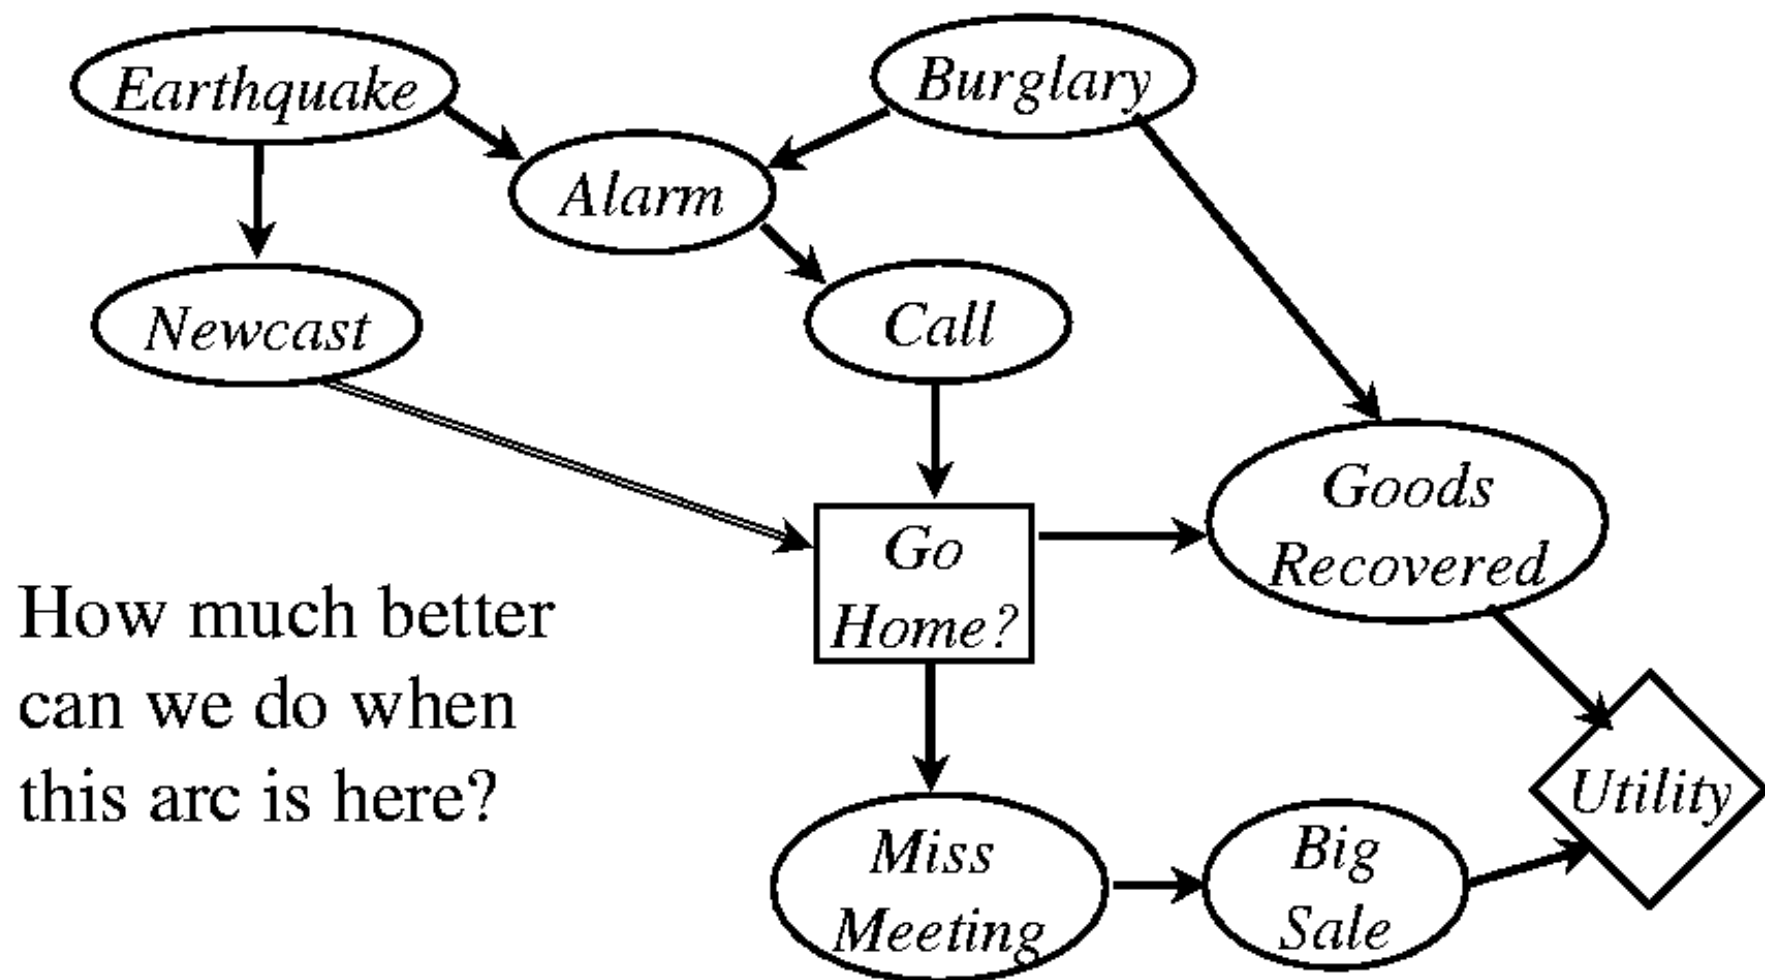 Earthquake
Burglary
Alarm
Newcast
Call
Goods
Recovered
Go
Home?
How much better
can we do when
this arc is here?
Utility
Miss
Meeting
Big
Sale